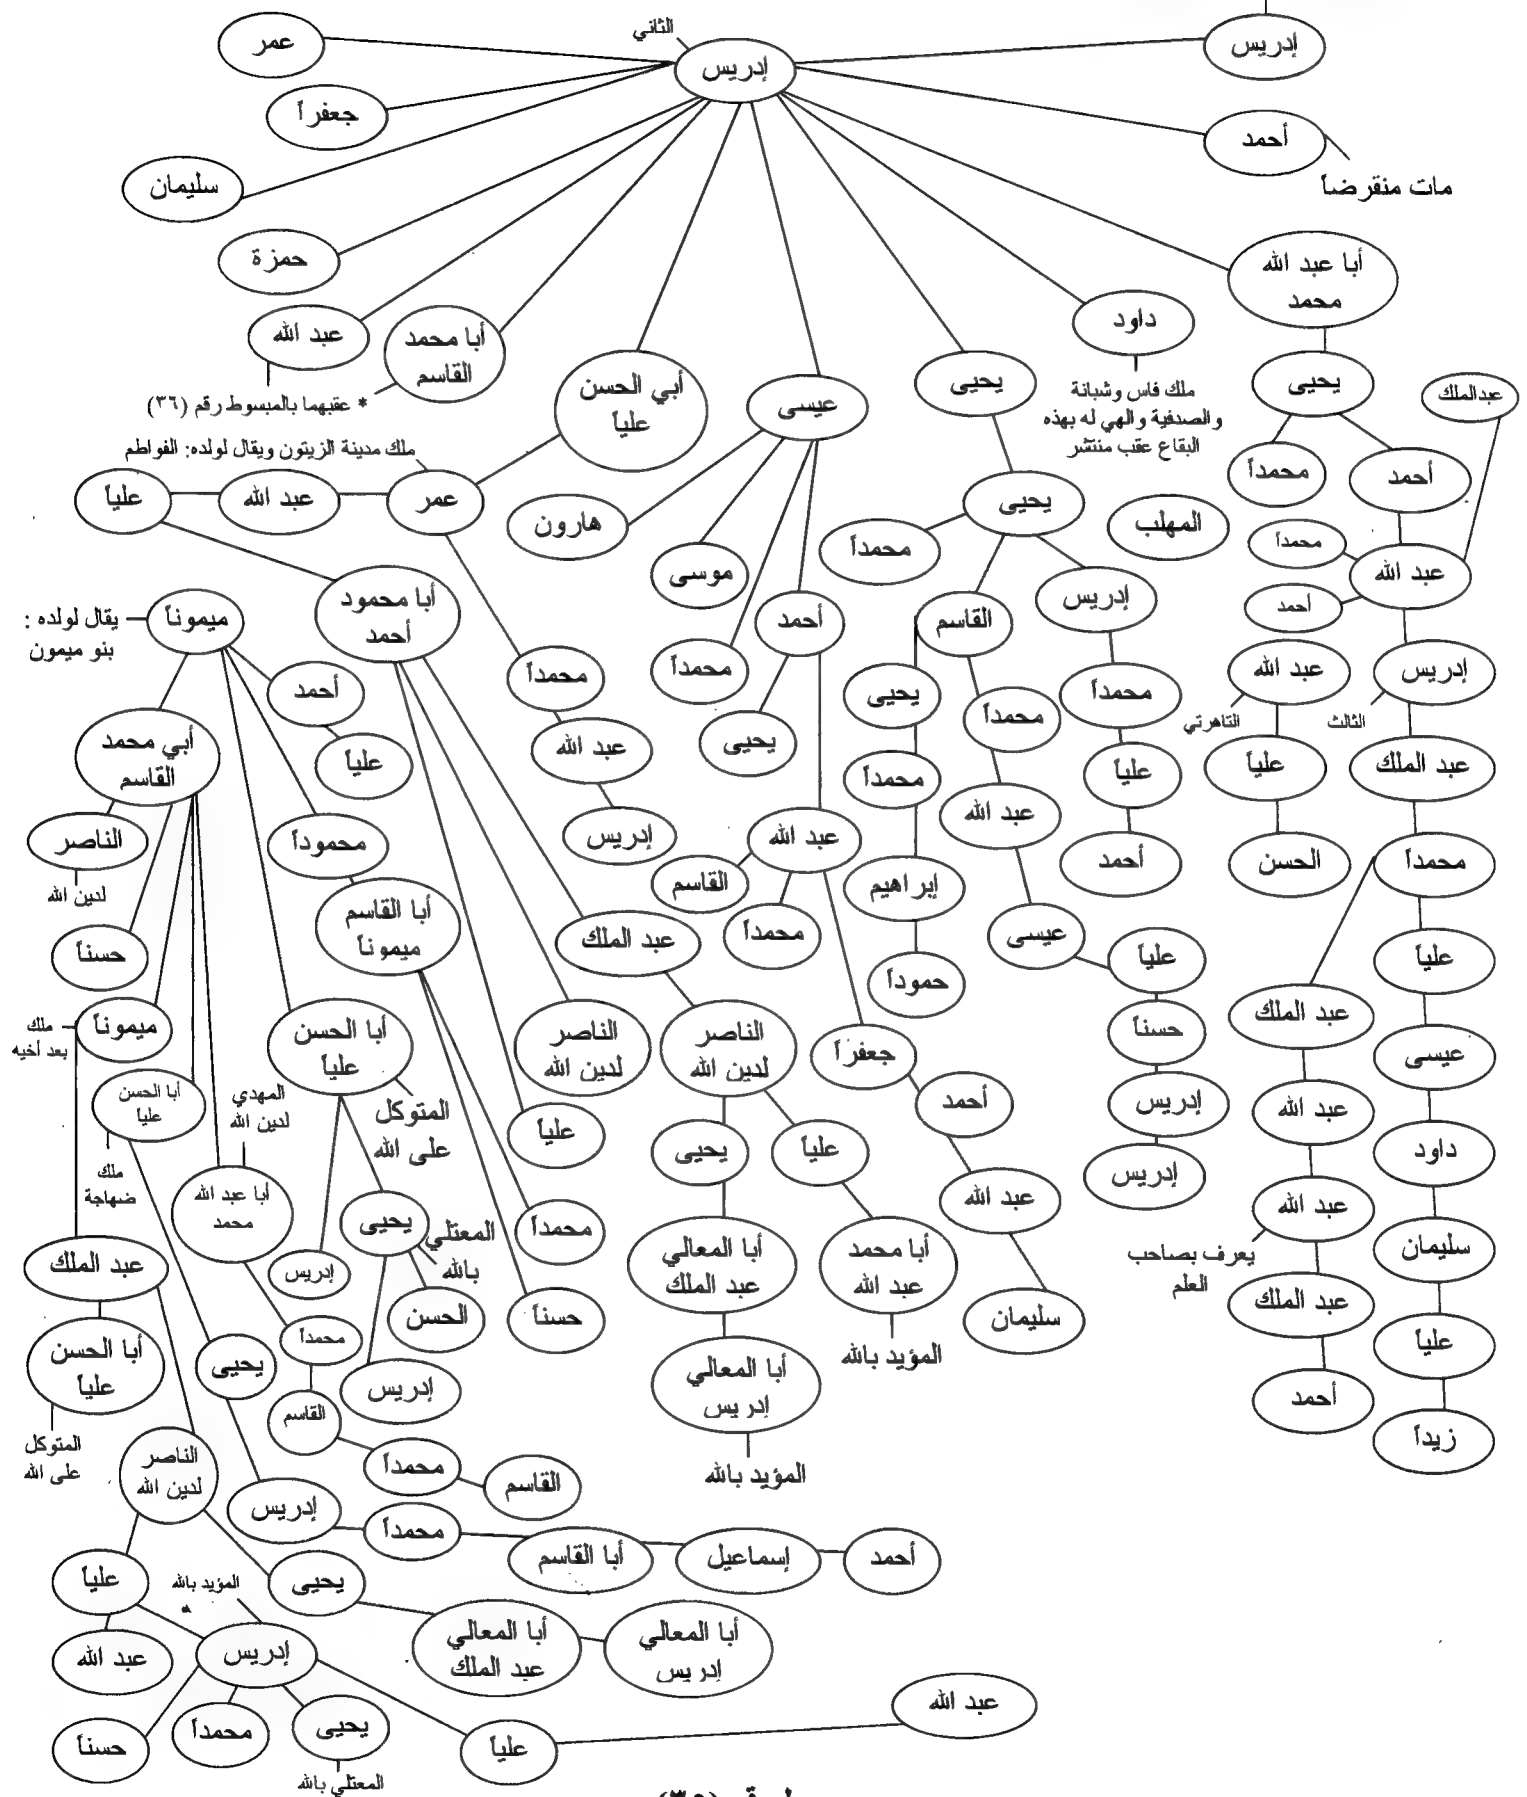 الثاني
إدريس
عمر
إدريس
جعفراً
أحمد
مات منقرضاً
سليمان
حمزة
أبا عبد الله
محمد
عبد الله
أبا محمد
القاسم
* عقبهما بالمبسوط رقم (٣٦)
أبي الحسن
علياً
عيسى
يحيى
داود
ملك فاس وشبانة
والصدفية والهي له بهذه
البقاع عقب منتشر
يحيى
عبدالملك
محمداً
أحمد
ملك مدينة الزيتون ويقال لولده: الفواطم
عمر
عبد الله
علياً
هارون
موسى
محمداً
أحمد
يحيى
محمداً
يحيى
المهلب
محمداً
عبد الله
أحمد
إدريس
القاسم
أبا محمود
أحمد
ميموناً
يقال لولده :
بنو ميمون
أحمد
علياً
محمداً
عبد الله
إدريس
يحيى
محمداً
إبراهيم
حموداً
محمداً
عبد الله
عيسى
محمداً
علياً
أحمد
عبد الله
التاهرتي
علياً
الحسن
إدريس
الثالث
عبد الملك
محمداً
علياً
عيسى
داود
سليمان
علياً
زيداً
عبد الملك
عبد الله
عبد الله
يعرف بصاحب
العلم
عبد الملك
أحمد
علياً
حسناً
إدريس
إدريس
عبد الله
القاسم
محمداً
جعفراً
أحمد
عبد الله
سليمان
أبي محمد
القاسم
الناصر
لدين الله
حسناً
ميموناً
ملك
بعد أخيه
أبا الحسن
علياً
ملك
ضهاجة
المهدي
لدين الله
أبا عبد الله
محمد
محموداً
أبا القاسم
ميموناً
أبا الحسن
علياً
المتوكل
على الله
إدريس
يحيى
المعتلي
بالله
الحسن
إدريس
محمداً
حسناً
عبد الملك
الناصر
لدين الله
الناصر
لدين الله
علياً
يحيى
علياً
أبا المعالي
عبد الملك
أبا محمد
عبد الله
المؤيد بالله
أبا المعالي
إدريس
المؤيد بالله
عبد الملك
أبا الحسن
علياً
المتوكل
على الله
يحيى
محمداً
القاسم
محمداً
القاسم
الناصر
لدين الله
إدريس
محمداً
أبا القاسم
إسماعيل
أحمد
علياً
يحيى
المؤيد بالله
أبا المعالي
عبد الملك
أبا المعالي
إدريس
عبد الله
إدريس
حسناً
محمداً
يحيى
المعتلي بالله
علياً
عبد الله